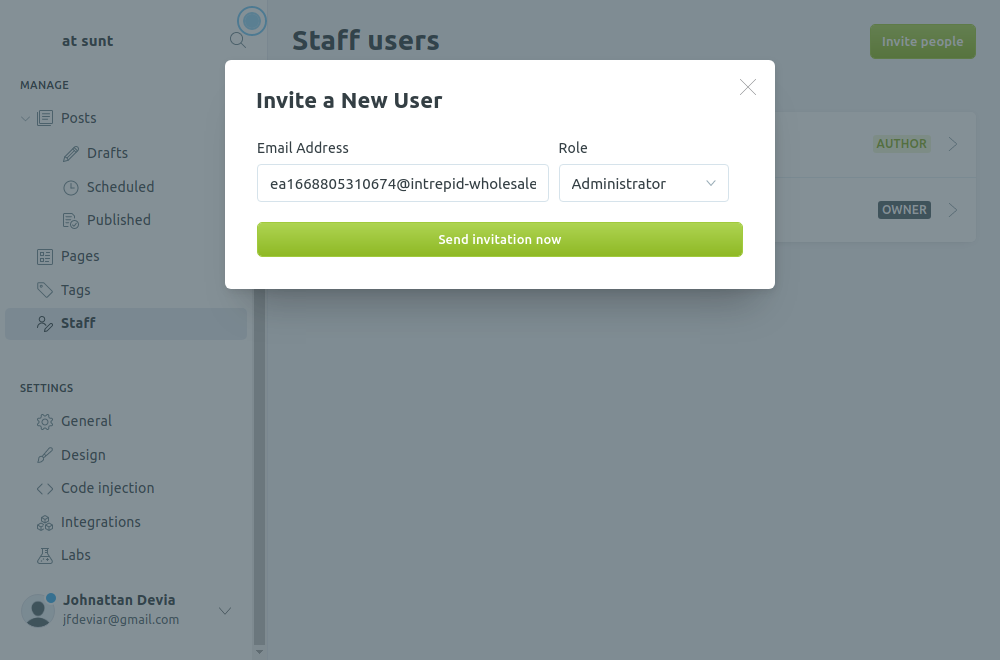 at sunt
Staff users
Invite people
MANAGE
Posts
Drafts
Scheduled
Published
Pages
Tags
Staff
SETTINGS
General
Design
Code injection
Integrations
Labs
Johnattan Devia
jfdeviar@gmail.com
Invite a New User
Email Address
Role
ea1668805310674@intrepid-wholesale
Administrator
Send invitation now
AUTHOR
OWNER